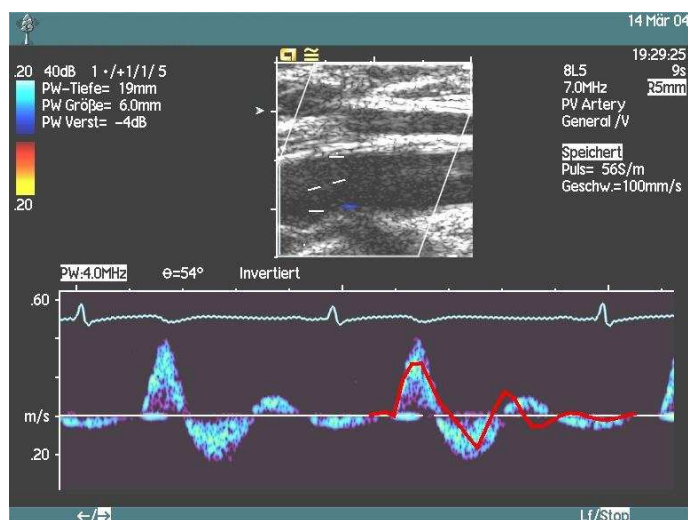 14 Mär 04
19:29:25
.20 40dB 1 ·/+1/1/ 5
PW-Tiefe= 19mm
PW Größe= 6.0mm
PW Verst= -4dB
.20
8L5 9s
7.0MHz R5mm
PV Artery
General /V
Speichert
Puls= 56S/m
Geschw.=100mm/s
PW:4.0MHz θ=54° Invertiert
.60
m/s
.20
←/→ Lf/Stop